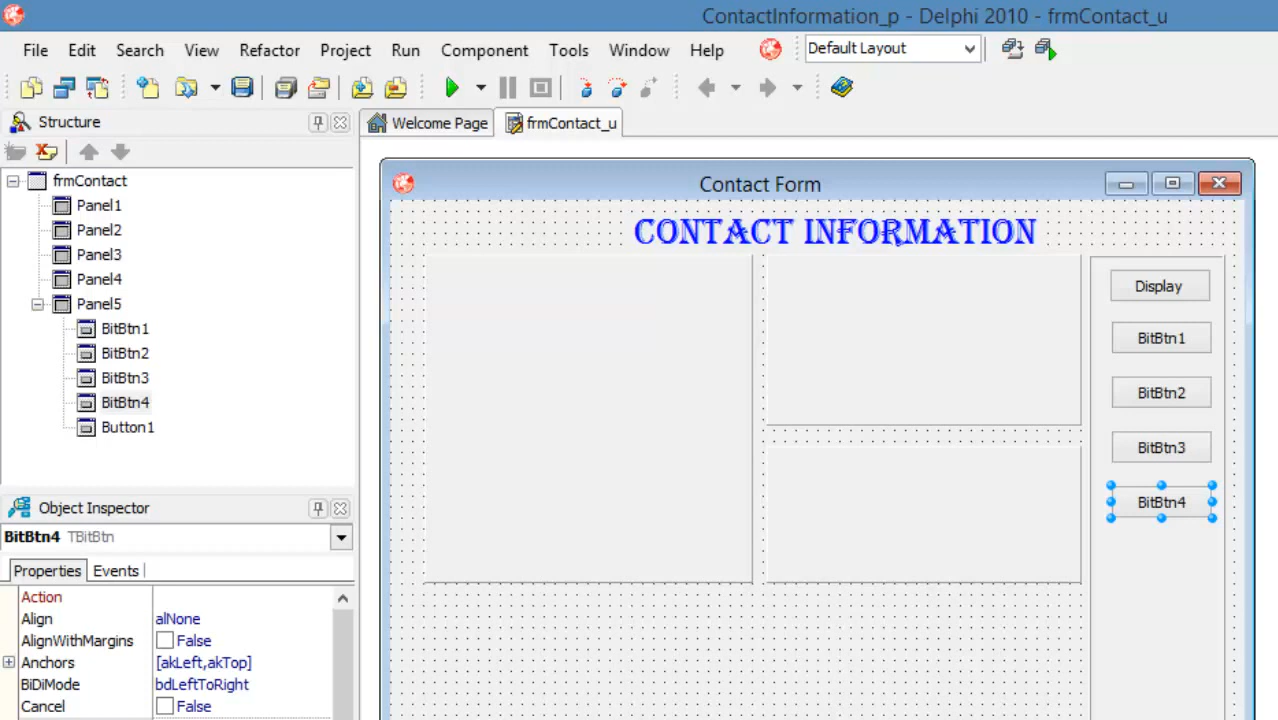 ContactInformation_p - Delphi 2010 - frmContact_u
File Edit Search View Refactor Project Run Component Tools Window Help Default Layout
Structure
Welcome Page frmContact_u
frmContact
Panel1
Panel2
Panel3
Panel4
Panel5
BitBtn1
BitBtn2
BitBtn3
BitBtn4
Button1
Contact Form
CONTACT INFORMATION
Display
BitBtn1
BitBtn2
BitBtn3
BitBtn4
Object Inspector
BitBtn4 TBitBtn
Properties Events
Action
Align alNone
AlignWithMargins False
Anchors [akLeft,akTop]
BiDiMode bdLeftToRight
Cancel False